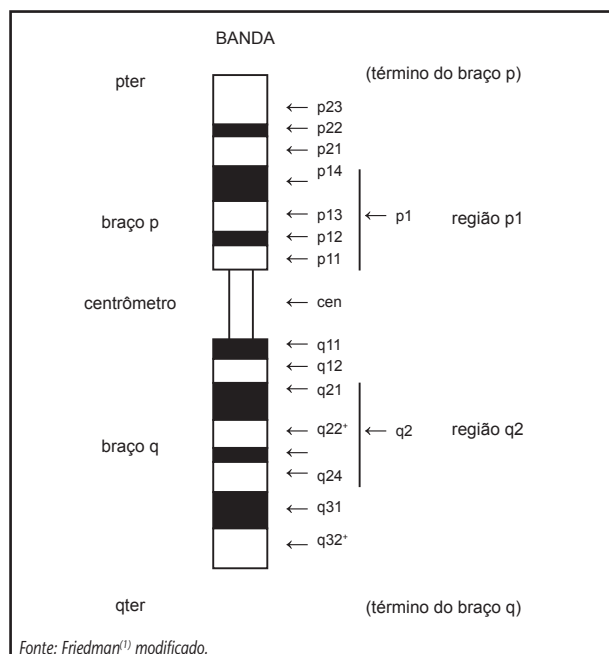 BANDA
pter (término do braço p)
p23
p22
p21
p14
braço p p13 p1 região p1
p12
p11
centrômetro cen
q11
q12
q21
braço q q22⁺ q2 região q2
q24
q31
q32⁺
qter (término do braço q)
Fonte: Friedman⁽¹⁾ modificado.